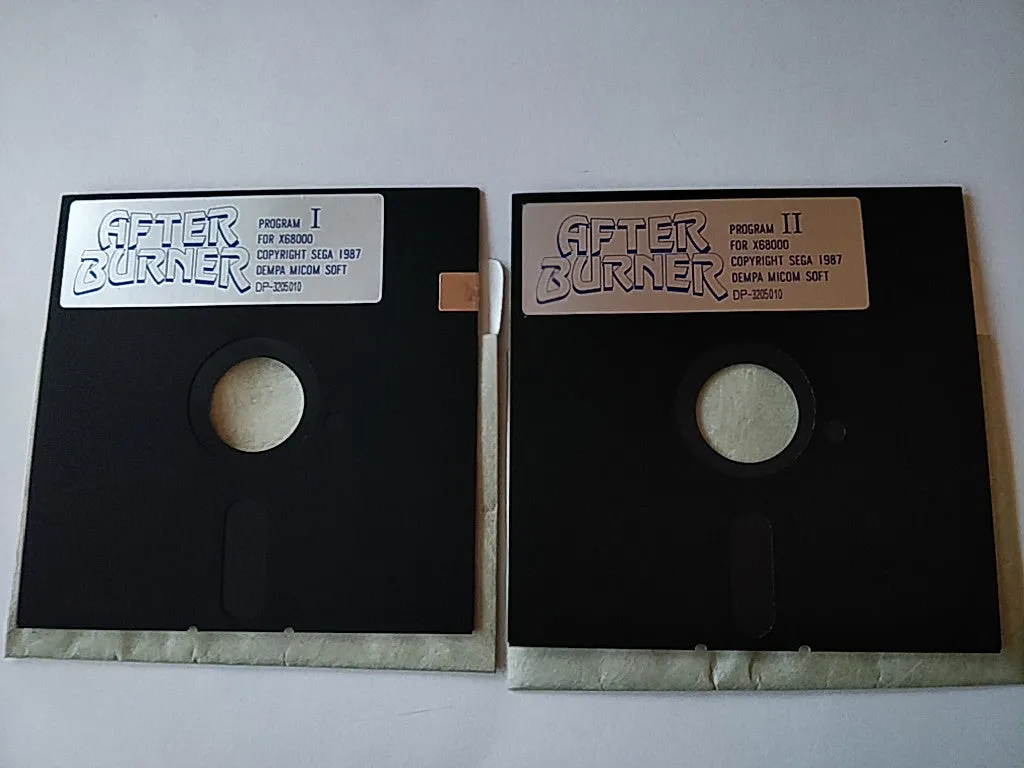 AFTER
BURNER
PROGRAM I
FOR X68000
COPYRIGHT SEGA 1987
DEMPA MICOM SOFT
DP-3205010
AFTER
BURNER
PROGRAM II
FOR X68000
COPYRIGHT SEGA 1987
DEMPA MICOM SOFT
DP-3205010